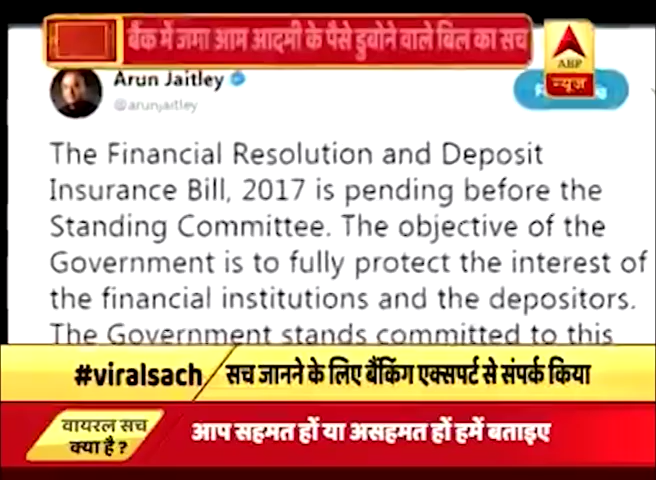 बैंक में जमा आम आदमी के पैसे डुबोने वाले बिल का सच
ABP
न्यूज़
Arun Jaitley
@arunjaitley
The Financial Resolution and Deposit
Insurance Bill, 2017 is pending before the
Standing Committee. The objective of the
Government is to fully protect the interest of
the financial institutions and the depositors.
The Government stands committed to this
#viralsach
सच जानने के लिए बैंकिंग एक्सपर्ट से संपर्क किया
वायरल सच
क्या है?
आप सहमत हों या असहमत हों हमें बताइए